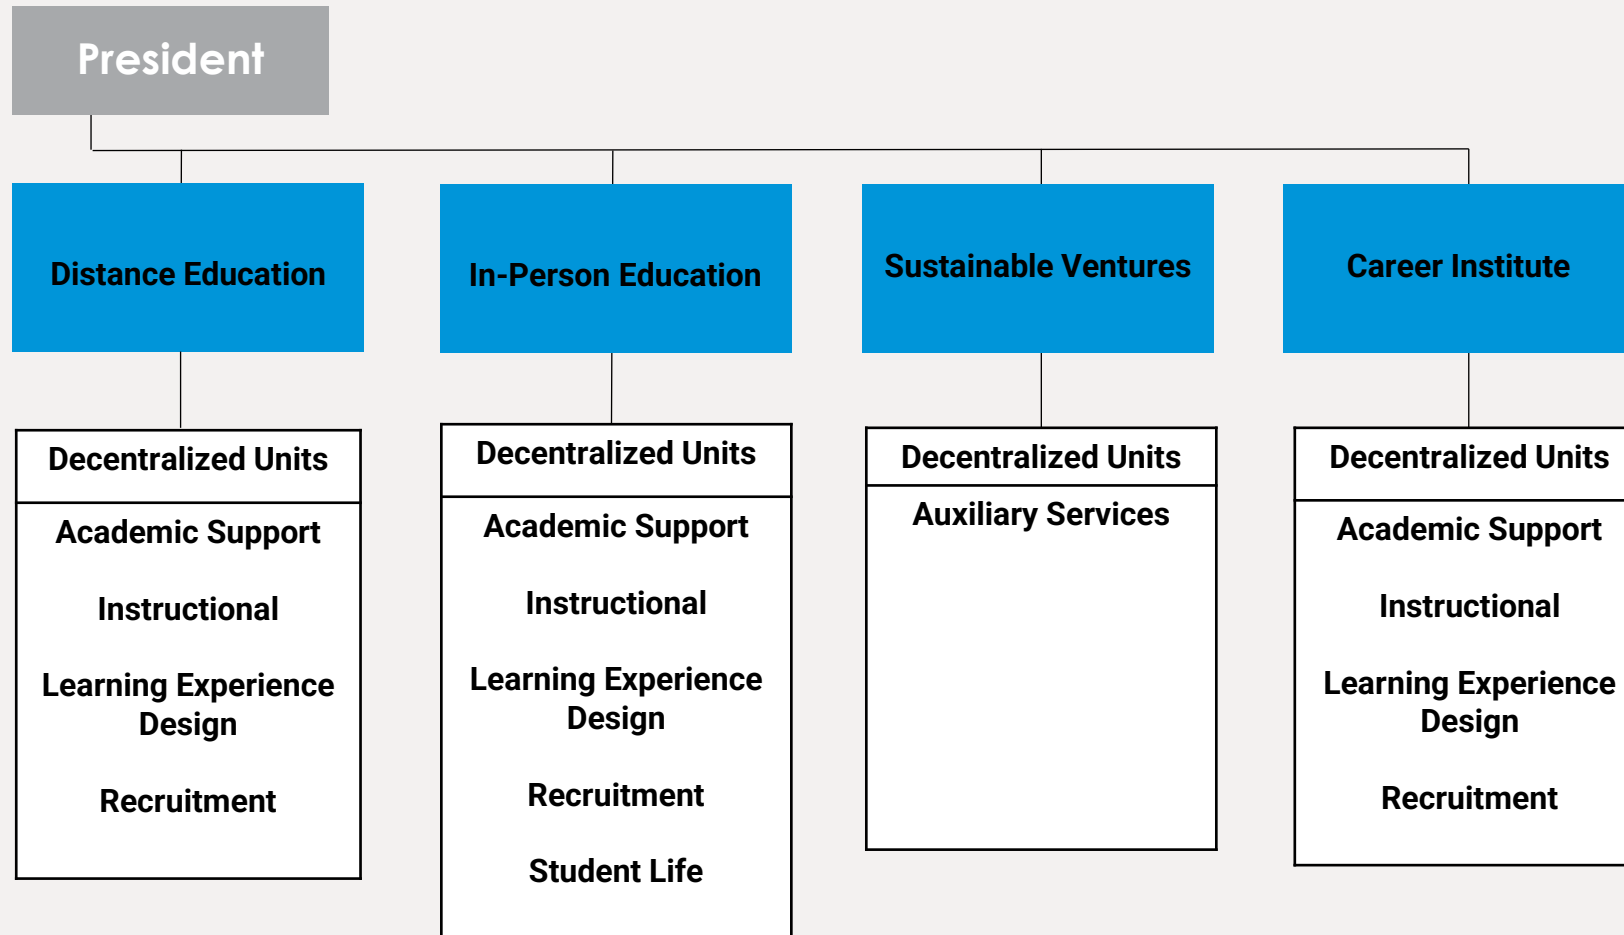 President
Distance Education
In-Person Education
Sustainable Ventures
Career Institute
Decentralized Units
Academic Support
Instructional
Learning Experience
Design
Recruitment
Decentralized Units
Academic Support
Instructional
Learning Experience
Design
Recruitment
Student Life
Decentralized Units
Auxiliary Services
Decentralized Units
Academic Support
Instructional
Learning Experience
Design
Recruitment